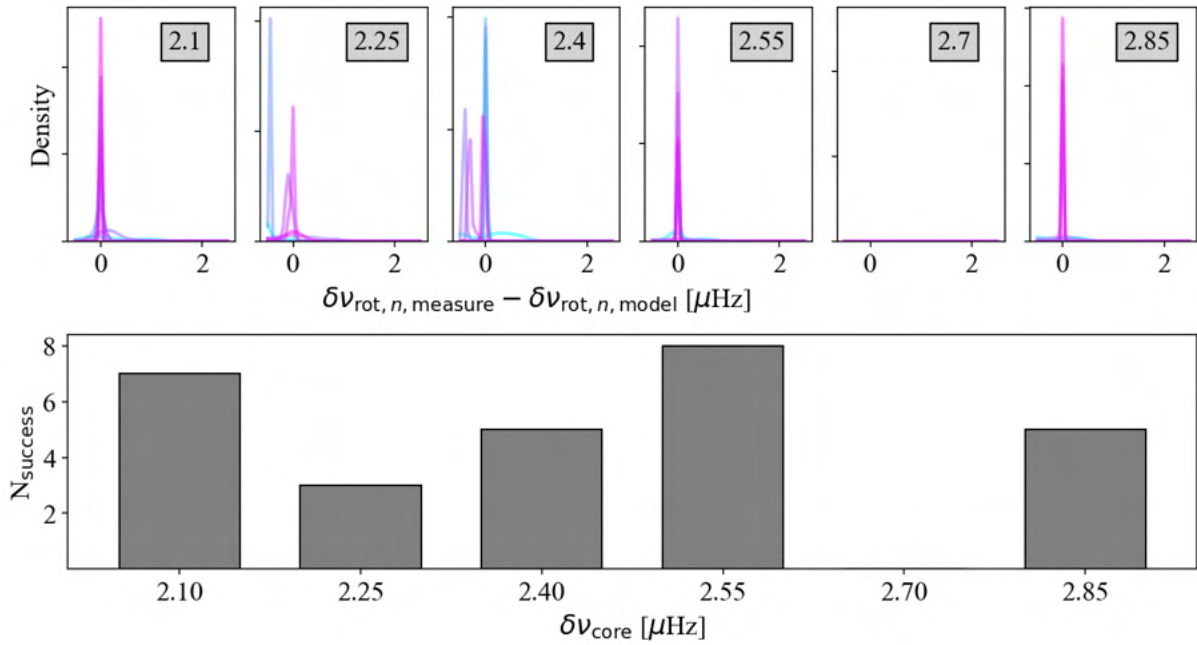 2.1 2.25 2.4 2.55 2.7 2.85
Density
0 2 0 2 0 2 0 2 0 2 0 2
δν_rot, n, measure − δν_rot, n, model [μHz]
8
6
4
2
N_success
2.10 2.25 2.40 2.55 2.70 2.85
δν_core [μHz]